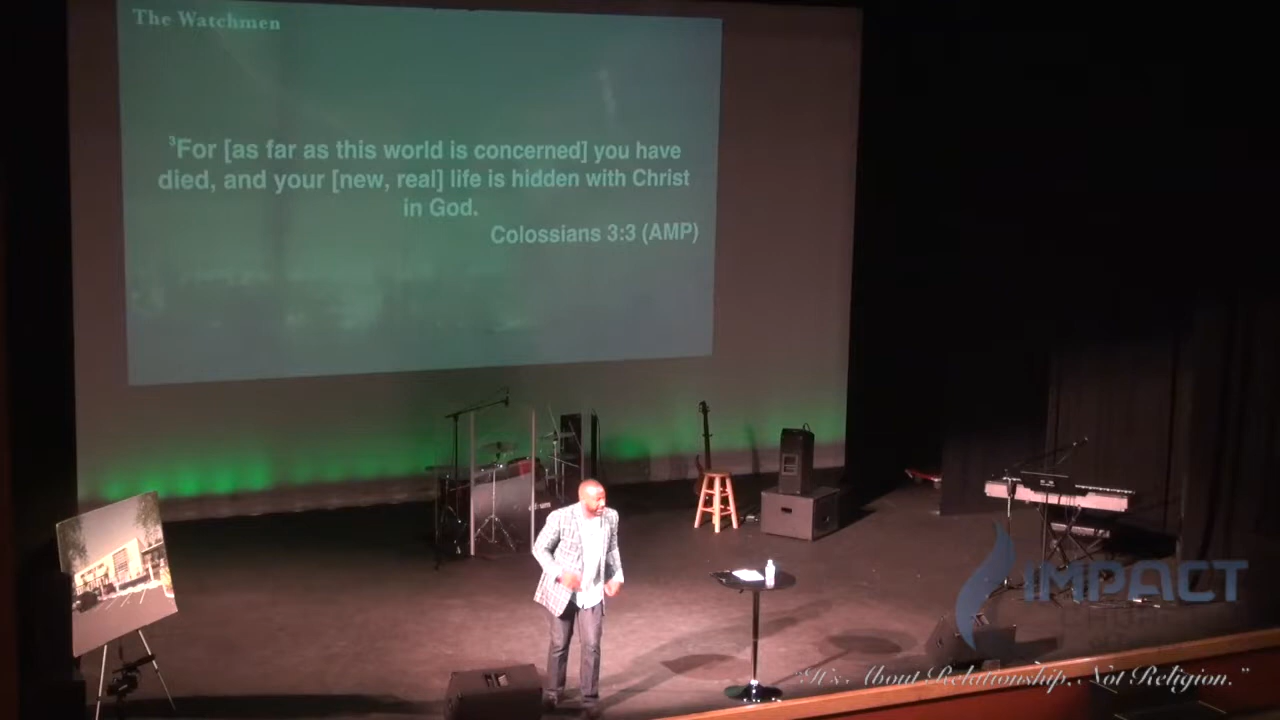 The Watchmen
³For [as far as this world is concerned] you have
died, and your [new, real] life is hidden with Christ
in God.
Colossians 3:3 (AMP)
IMPACT
"It's About Relationship, Not Religion."